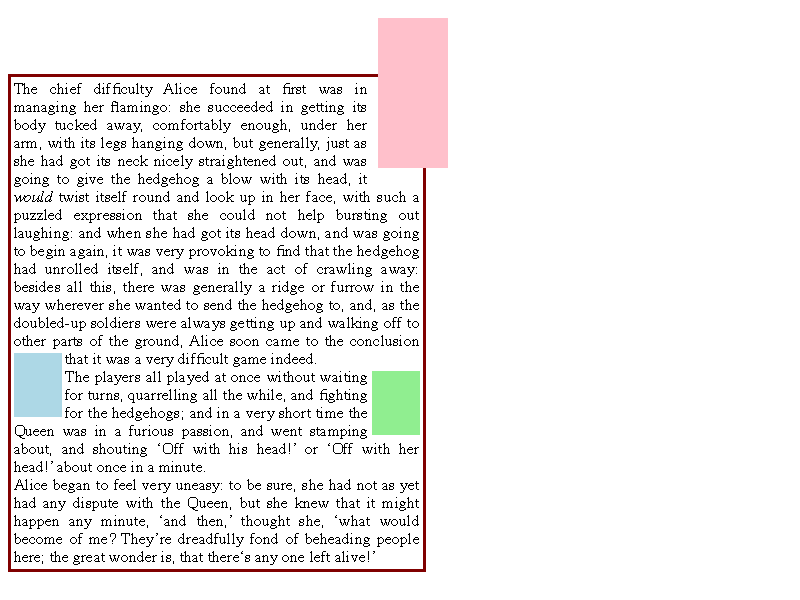 The chief difficulty Alice found at first was in
managing her flamingo: she succeeded in getting its
body tucked away, comfortably enough, under her
arm, with its legs hanging down, but generally, just as
she had got its neck nicely straightened out, and was
going to give the hedgehog a blow with its head, it
would twist itself round and look up in her face, with such a
puzzled expression that she could not help bursting out
laughing: and when she had got its head down, and was going
to begin again, it was very provoking to find that the hedgehog
had unrolled itself, and was in the act of crawling away:
besides all this, there was generally a ridge or furrow in the
way wherever she wanted to send the hedgehog to, and, as the
doubled-up soldiers were always getting up and walking off to
other parts of the ground, Alice soon came to the conclusion
that it was a very difficult game indeed.
The players all played at once without waiting
for turns, quarrelling all the while, and fighting
for the hedgehogs; and in a very short time the
Queen was in a furious passion, and went stamping
about, and shouting ‘Off with his head!’ or ‘Off with her
head!’ about once in a minute.
Alice began to feel very uneasy: to be sure, she had not as yet
had any dispute with the Queen, but she knew that it might
happen any minute, ‘and then,’ thought she, ‘what would
become of me? They’re dreadfully fond of beheading people
here; the great wonder is, that there‘s any one left alive!’